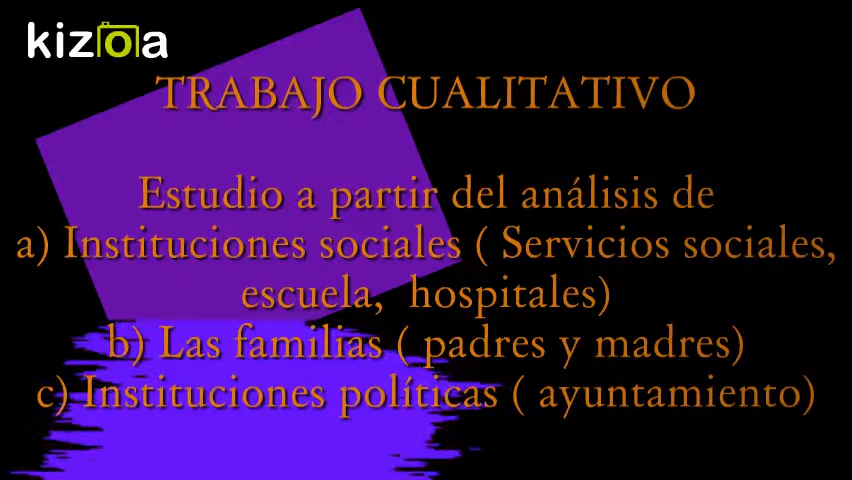 kizoa
TRABAJO CUALITATIVO
Estudio a partir del análisis de
a) Instituciones sociales ( Servicios sociales,
escuela, hospitales)
b) Las familias ( padres y madres)
c) Instituciones políticas ( ayuntamiento)